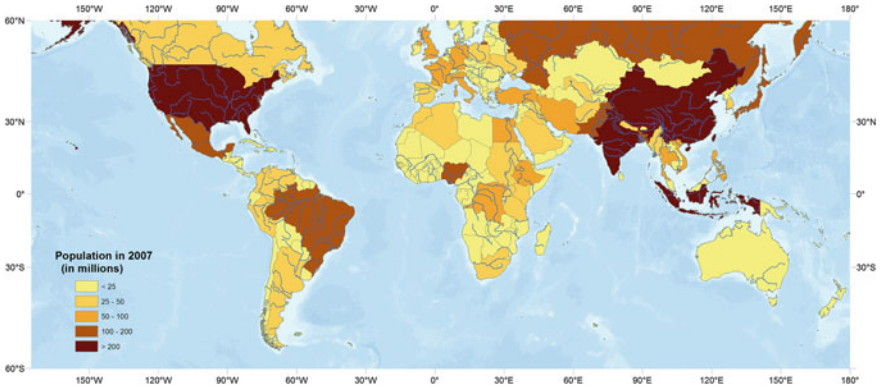 150°W 120°W 90°W 60°W 30°W 0° 30°E 60°E 90°E 120°E 150°E 180°
60°N 60°N
30°N 30°N
0° 0°
30°S 30°S
60°S 60°S
Population in 2007
(in millions)
< 25
25 - 50
50 - 100
100 - 200
> 200
150°W 120°W 90°W 60°W 30°W 0° 30°E 60°E 90°E 120°E 150°E 180°